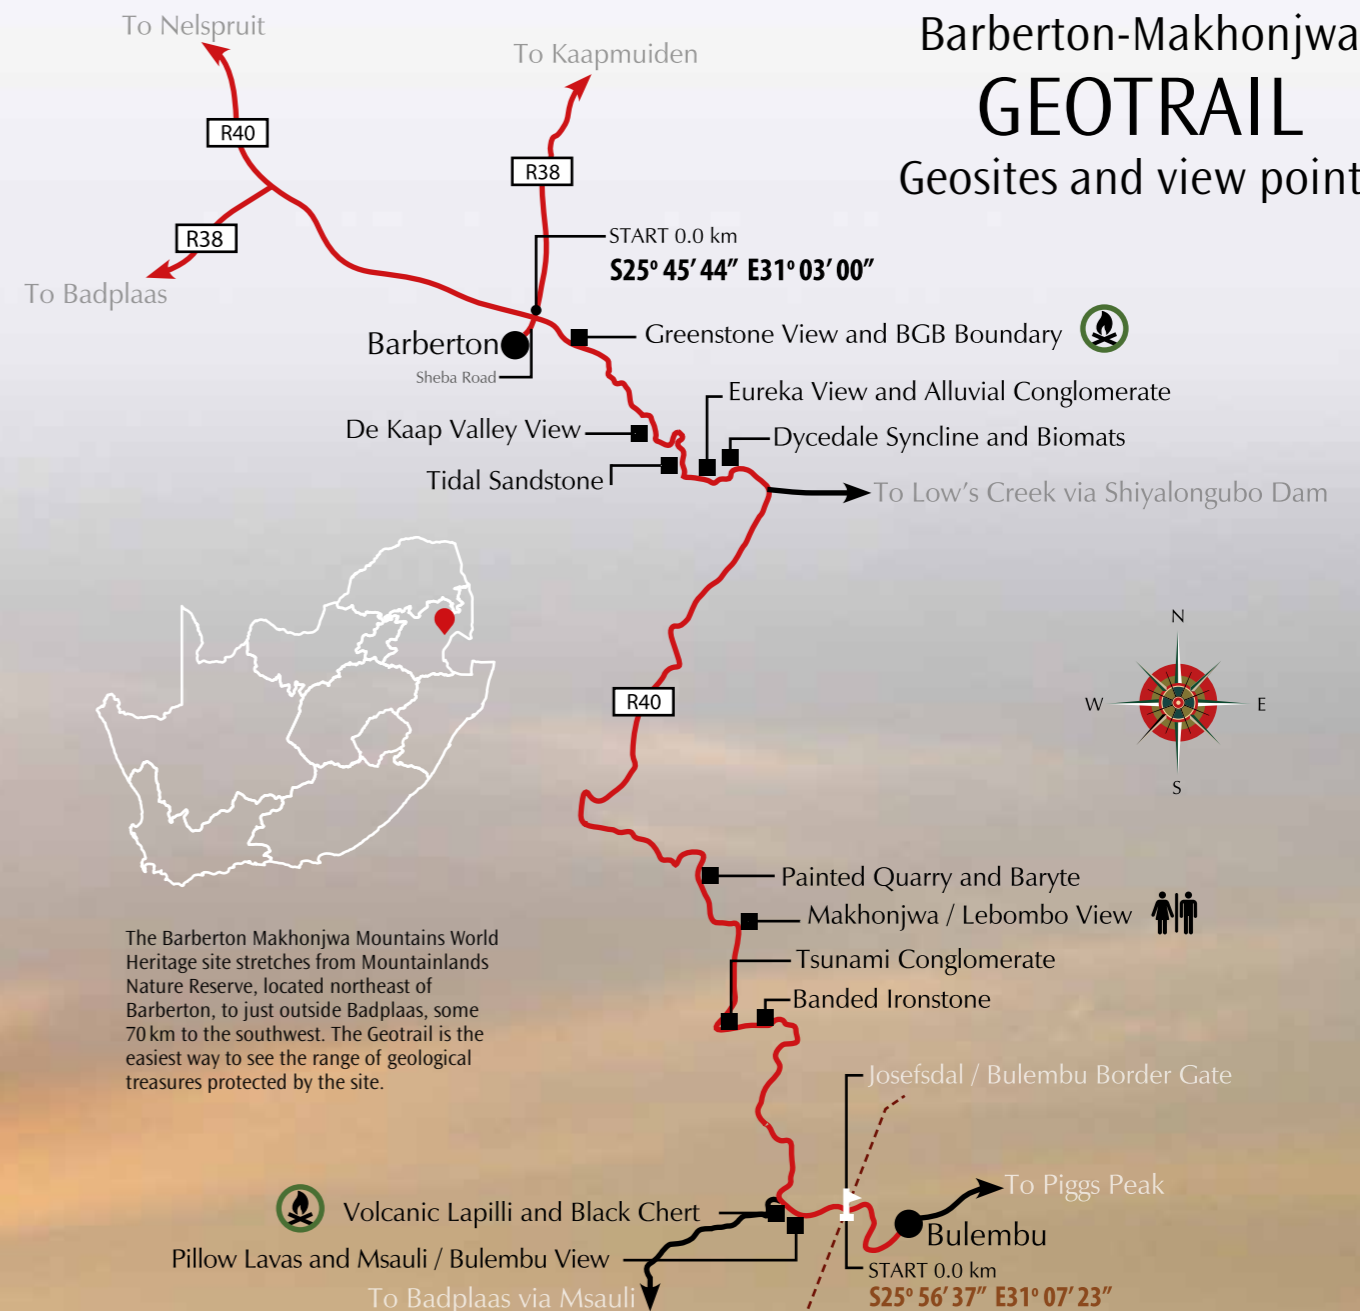 To Nelspruit
To Kaapmuiden
Barberton-Makhonjwa
GEOTRAIL
Geosites and view point
R40
R38
R38
To Badplaas
START 0.0 km
S25° 45′ 44″ E31° 03′ 00″
Barberton
Sheba Road
Greenstone View and BGB Boundary
Eureka View and Alluvial Conglomerate
De Kaap Valley View
Dycedale Syncline and Biomats
Tidal Sandstone
To Low's Creek via Shiyalongubo Dam
N
W
E
S
R40
Painted Quarry and Baryte
Makhonjwa / Lebombo View
Tsunami Conglomerate
Banded Ironstone
The Barberton Makhonjwa Mountains World
Heritage site stretches from Mountainlands
Nature Reserve, located northeast of
Barberton, to just outside Badplaas, some
70 km to the southwest. The Geotrail is the
easiest way to see the range of geological
treasures protected by the site.
Josefsdal / Bulembu Border Gate
To Piggs Peak
Volcanic Lapilli and Black Chert
Bulembu
Pillow Lavas and Msauli / Bulembu View
START 0.0 km
S25° 56′ 37″ E31° 07′ 23″
To Badplaas via Msauli